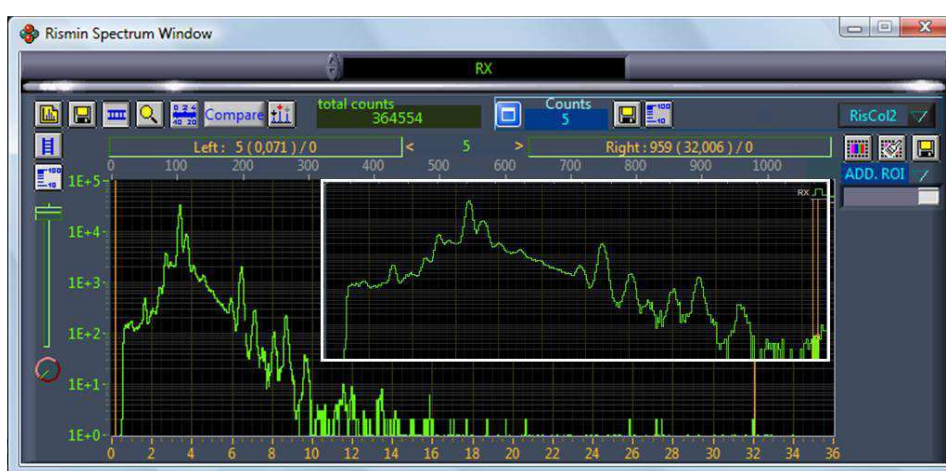 Rismin Spectrum Window
RX
total counts
364554
Compare
Counts
5
RisCol2
Left : 5 ( 0,071 ) / 0
<
5
>
Right : 959 ( 32,006 ) / 0
0 100 200 300 400 500 600 700 800 900 1000
ADD. ROI
RX
1E+5
1E+4
1E+3
1E+2
1E+1
1E+0
0 2 4 6 8 10 12 14 16 18 20 22 24 26 28 30 32 34 36